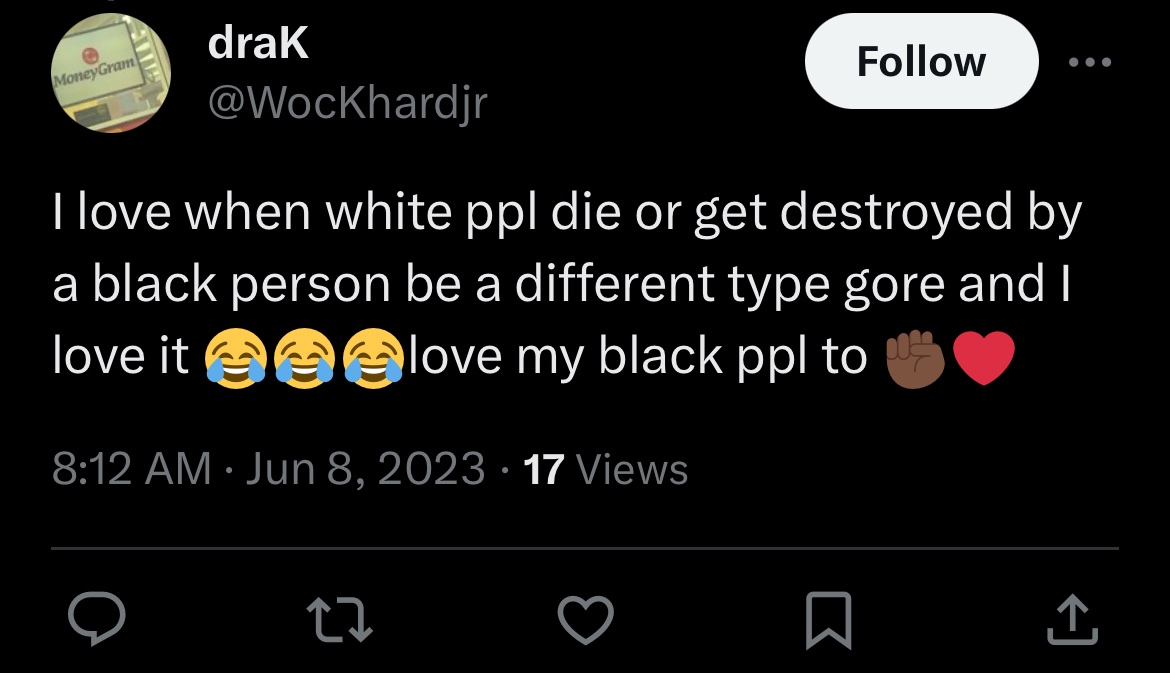 MoneyGram
draK
@WocKhardjr
Follow
I love when white ppl die or get destroyed by
a black person be a different type gore and I
love it 😂😂😂love my black ppl to ✊🏾❤️
8:12 AM · Jun 8, 2023 · 17 Views